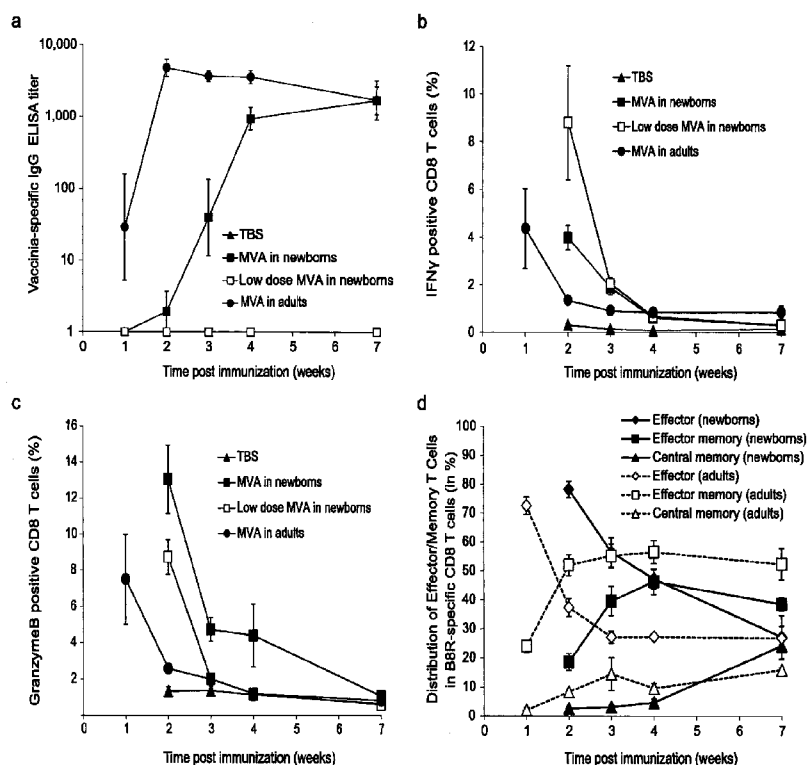 a
Vaccinia-specific IgG ELISA titer
10,000
1,000
100
10
1
0 1 2 3 4 5 6 7
Time post immunization (weeks)
TBS
MVA in newborns
Low dose MVA in newborns
MVA in adults
b
IFNγ positive CD8 T cells (%)
12
10
8
6
4
2
0
0 1 2 3 4 5 6 7
Time post immunization (weeks)
TBS
MVA in newborns
Low dose MVA in newborns
MVA in adults
c
GranzymeB positive CD8 T cells (%)
16
14
12
10
8
6
4
2
0 1 2 3 4 5 6 7
Time post immunization (weeks)
TBS
MVA in newborns
Low dose MVA in newborns
MVA in adults
d
Distribution of Effector/Memory T Cells
in B8R-specific CD8 T cells (in %)
100
90
80
70
60
50
40
30
20
10
0
0 1 2 3 4 5 6 7
Time post immunization (weeks)
Effector (newborns)
Effector memory (newborns)
Central memory (newborns)
Effector (adults)
Effector memory (adults)
Central memory (adults)